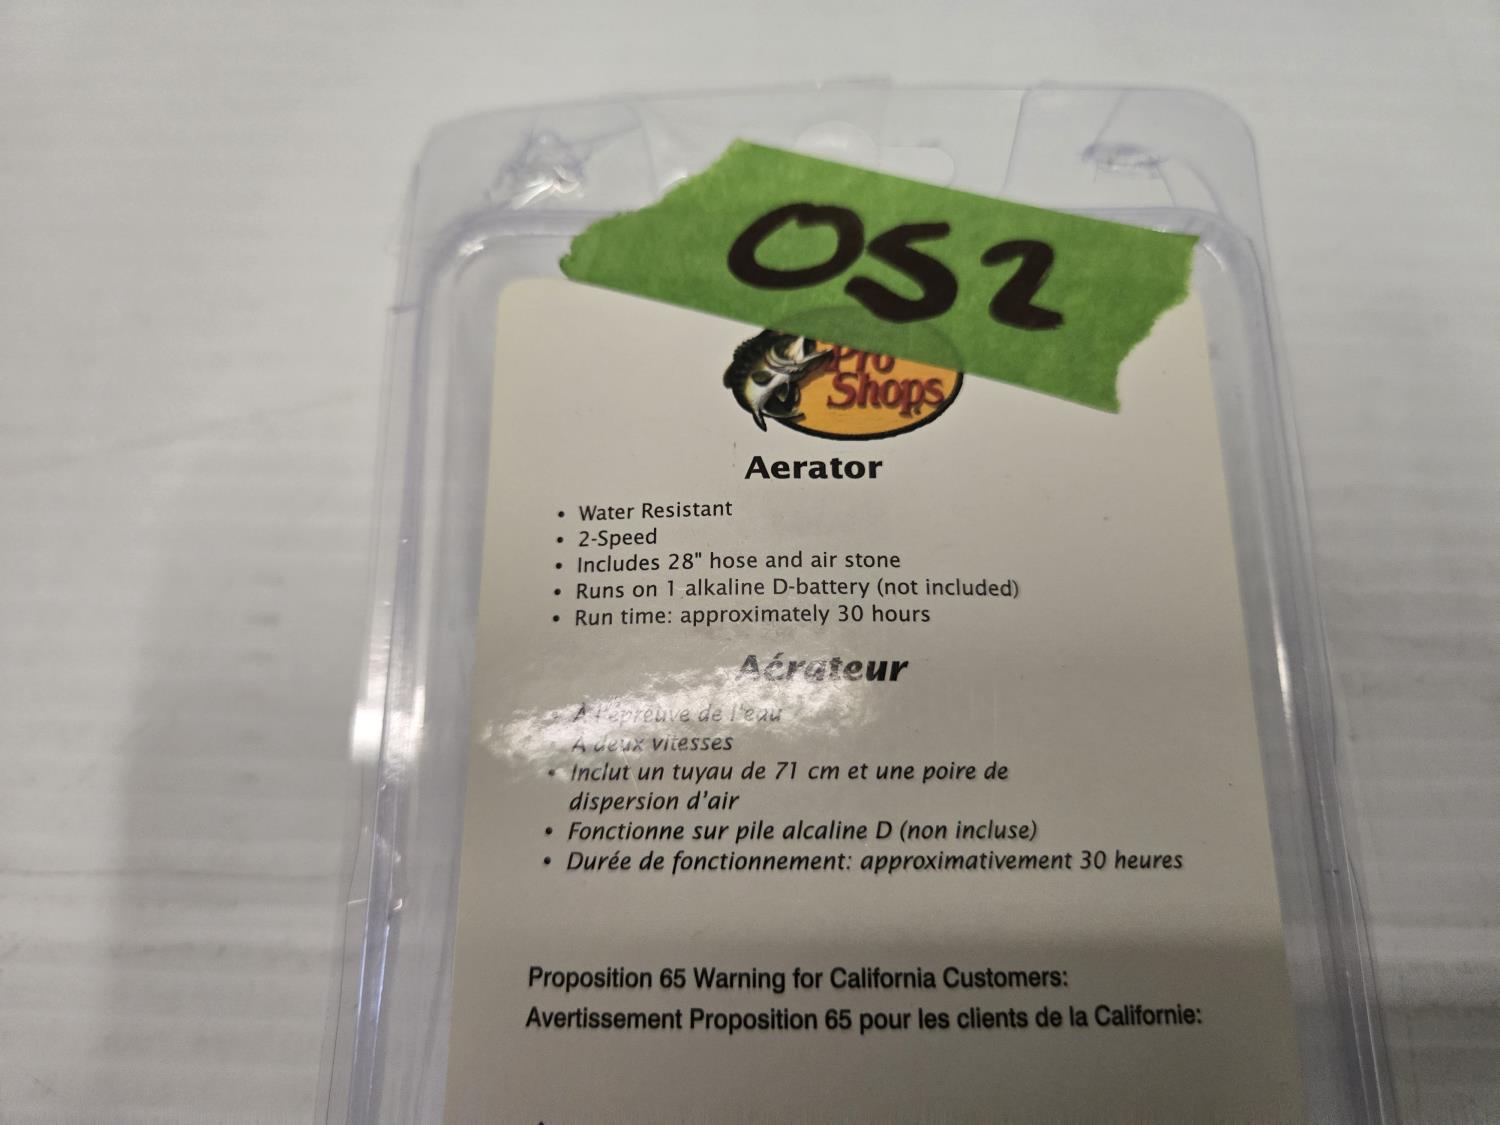 OS2
Pro
Shops
Aerator
• Water Resistant
• 2-Speed
• Includes 28" hose and air stone
• Runs on 1 alkaline D-battery (not included)
• Run time: approximately 30 hours
Aérateur
• À l'épreuve de l'eau
• À deux vitesses
• Inclut un tuyau de 71 cm et une poire de
dispersion d'air
• Fonctionne sur pile alcaline D (non incluse)
• Durée de fonctionnement: approximativement 30 heures
Proposition 65 Warning for California Customers:
Avertissement Proposition 65 pour les clients de la Californie: